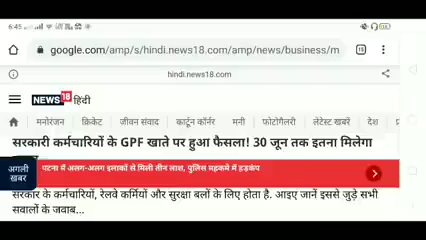 6:45
google.com/amp/s/hindi.news18.com/amp/news/business/m
hindi.news18.com
NEWS18 हिंदी
मनोरंजन क्रिकेट जीवन संवाद कार्टून कॉर्नर मनी फोटोगैलरी लेटेस्ट खबरें देश
सरकारी कर्मचारियों के GPF खाते पर हुआ फैसला! 30 जून तक इतना मिलेगा
अगली ख़बर
पटना में अलग-अलग इलाकों से मिली तीन लाश, पुलिस महकमे में हड़कंप
सरकार के कर्मचारियों, रेलवे कर्मियों और सुरक्षा बलों के लिए होता है. आइए जानें इससे जुड़े सभी
सवालों के जवाब...